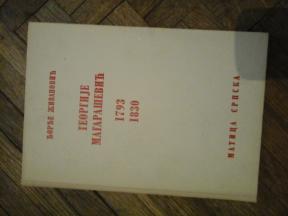 ЂОРЂЕ ЖИВАНОВИЋ
ГЕОРГИЈЕ
МАГАРАШЕВИЋ
1793
1830
МАТИЦА СРПСКА